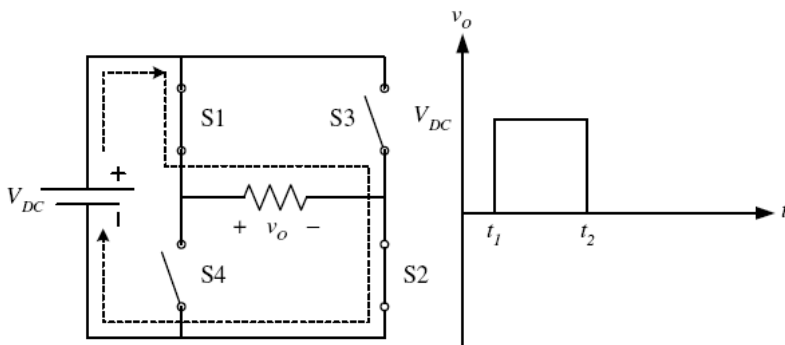 S1
S3
V_DC
+
−
+ v_o −
S4
S2
v_o
V_DC
t_1
t_2
t